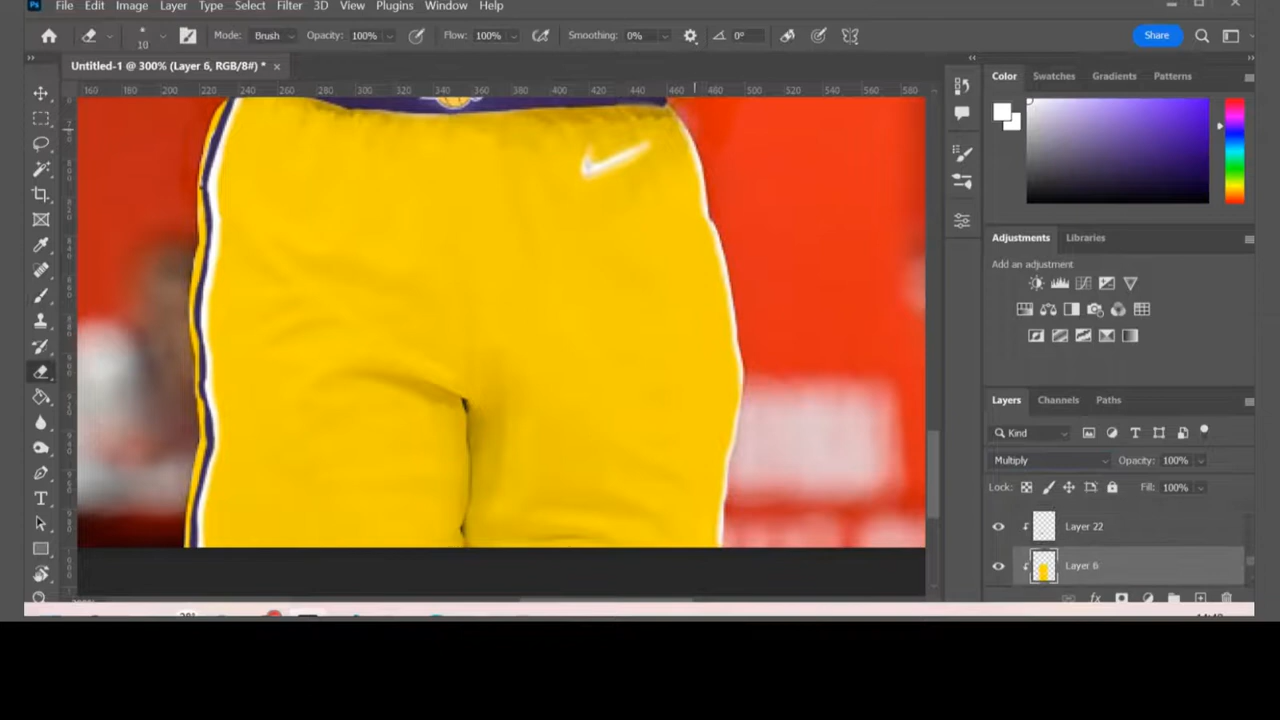 File Edit Image Layer Type Select Filter 3D View Plugins Window Help
10 Mode: Brush Opacity: 100% Flow: 100% Smoothing: 0% 0° Share
Untitled-1 @ 300% (Layer 6, RGB/8#) * ×
160 180 200 220 240 260 280 300 320 340 360 380 400 420 440 460 480 500 520 540 560 580
Color Swatches Gradients Patterns
Adjustments Libraries
Add an adjustment
Layers Channels Paths
Kind
Multiply Opacity: 100%
Lock: Fill: 100%
Layer 22
Layer 6
fx